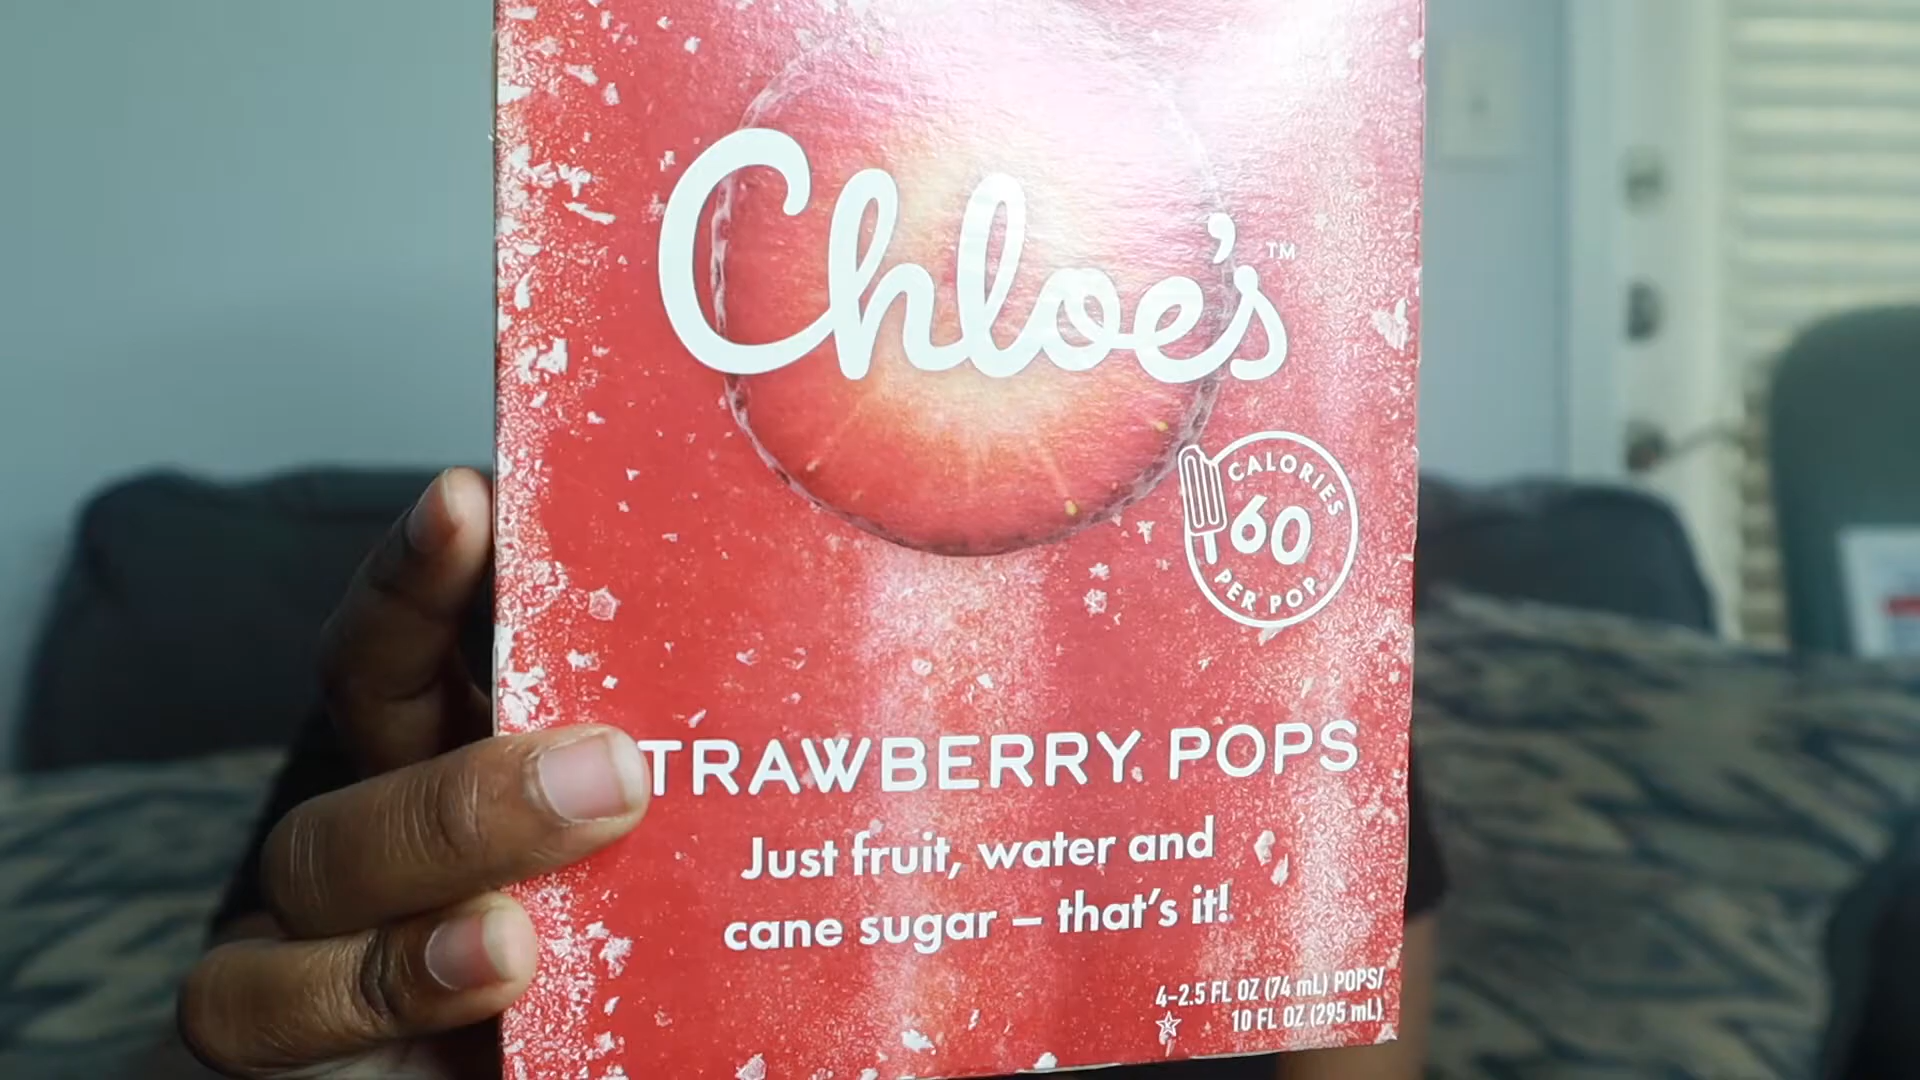 Chloe's™
CALORIES
60
PER POP
TRAWBERRY POPS
Just fruit, water and
cane sugar – that's it!
4-2.5 FL OZ (74 mL) POPS/
10 FL OZ (295 mL)